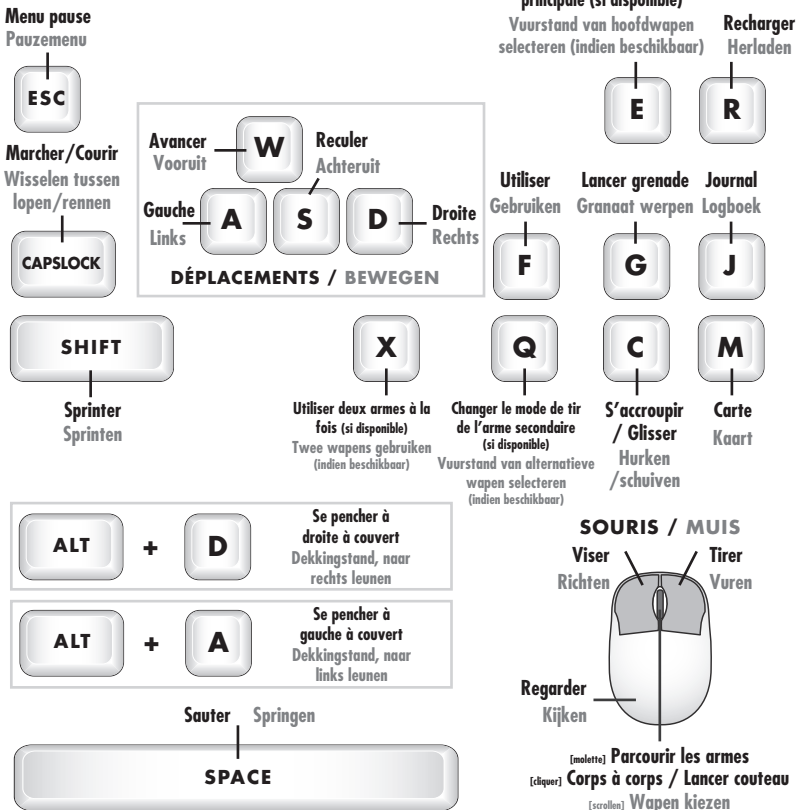 principale (si disponible)
Vuurstand van hoofdwapen
selecteren (indien beschikbaar)
Recharger
Herladen
Menu pause
Pauzemenu
ESC
E
R
Marcher/Courir
Wisselen tussen
lopen/rennen
CAPSLOCK
Avancer
Vooruit
W
Reculer
Achteruit
Gauche
Links
A
S
D
Droite
Rechts
DÉPLACEMENTS / BEWEGEN
Utiliser
Gebruiken
F
Lancer grenade
Granaat werpen
G
Journal
Logboek
J
SHIFT
Sprinter
Sprinten
X
Utiliser deux armes à la
fois (si disponible)
Twee wapens gebruiken
(indien beschikbaar)
Q
Changer le mode de tir
de l'arme secondaire
(si disponible)
Vuurstand van alternatieve
wapen selecteren
(indien beschikbaar)
C
S'accroupir
/ Glisser
Hurken
/schuiven
M
Carte
Kaart
ALT + D
Se pencher à
droite à couvert
Dekkingstand, naar
rechts leunen
ALT + A
Se pencher à
gauche à couvert
Dekkingstand, naar
links leunen
Sauter Springen
SPACE
SOURIS / MUIS
Viser
Richten
Tirer
Vuren
Regarder
Kijken
[molette] Parcourir les armes
[cliquer] Corps à corps / Lancer couteau
[scrollen] Wapen kiezen